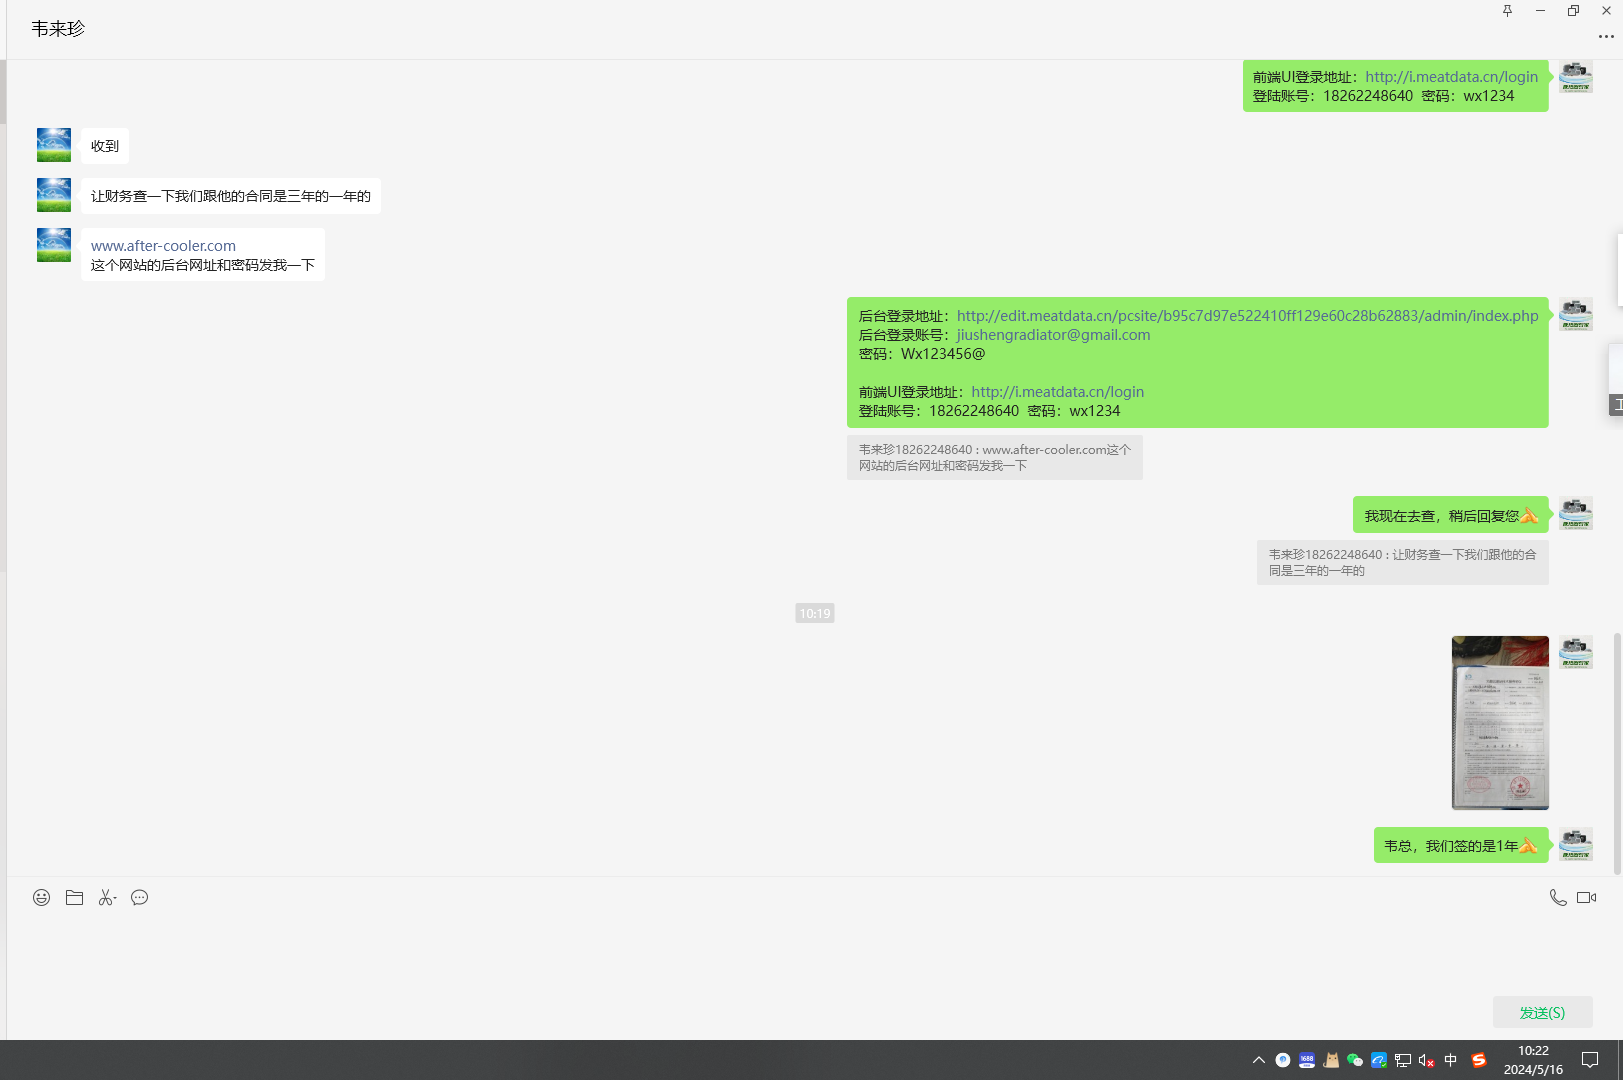 韦来珍
前端UI登录地址：http://i.meatdata.cn/login
登陆账号：18262248640  密码：wx1234
收到
让财务查一下我们跟他的合同是三年的一年的
www.after-cooler.com
这个网站的后台网址和密码发我一下
后台登录地址：http://edit.meatdata.cn/pcsite/b95c7d97e522410ff129e60c28b62883/admin/index.php
后台登录账号：jiushengradiator@gmail.com
密码：Wx123456@
前端UI登录地址：http://i.meatdata.cn/login
登陆账号：18262248640  密码：wx1234
韦来珍18262248640 : www.after-cooler.com这个
网站的后台网址和密码发我一下
我现在去查，稍后回复您
韦来珍18262248640 : 让财务查一下我们跟他的合
同是三年的一年的
10:19
韦总，我们签的是1年
发送(S)
1688
中
10:22
2024/5/16